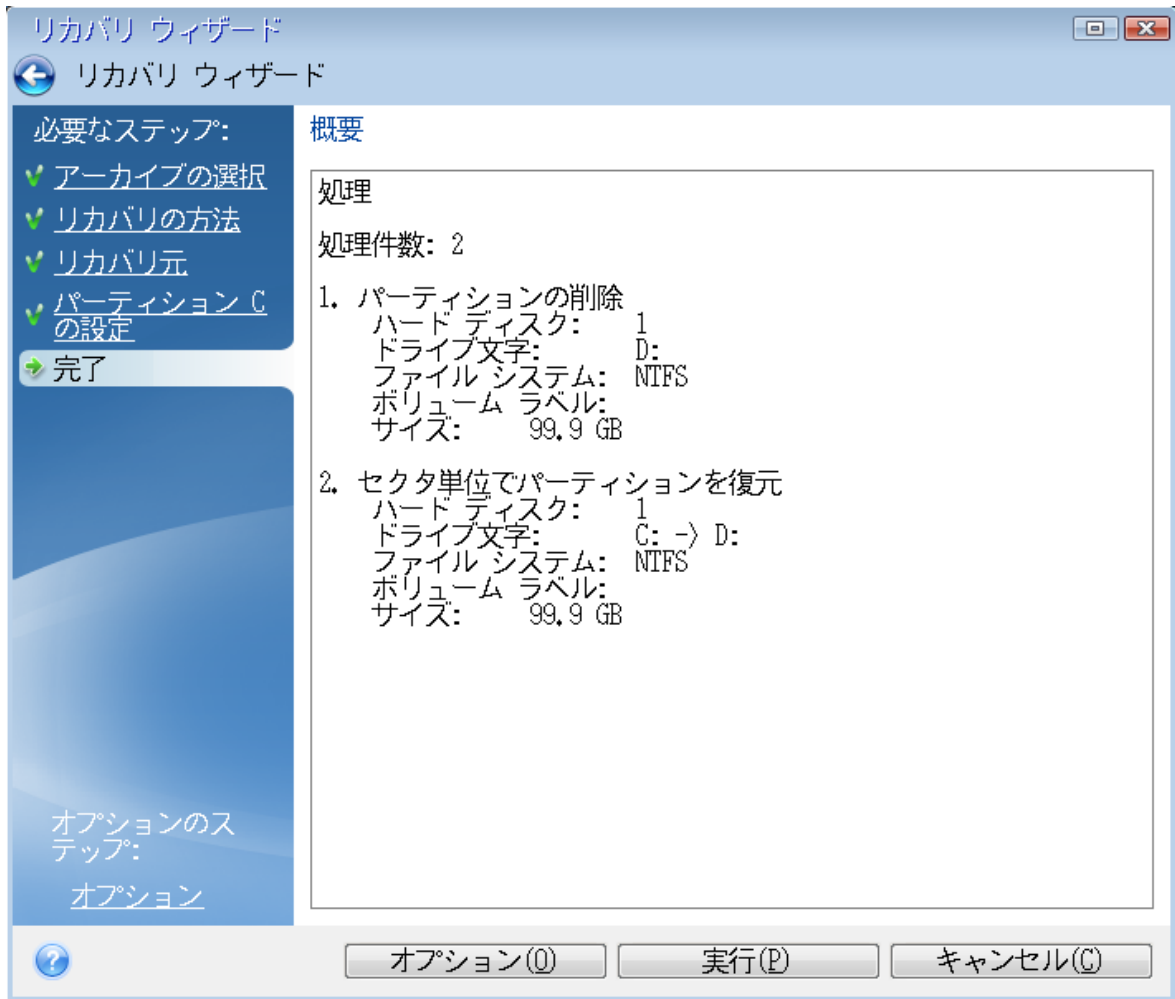 リカバリ ウィザード
リカバリ ウィザード
必要なステップ:
アーカイブの選択
リカバリの方法
リカバリ元
パーティション C
の設定
完了
オプションのス
テップ:
オプション
概要
処理
処理件数: 2
1. パーティションの削除
ハード ディスク: 1
ドライブ文字: D:
ファイル システム: NTFS
ボリューム ラベル:
サイズ: 99.9 GB
2. セクタ単位でパーティションを復元
ハード ディスク: 1
ドライブ文字: C: -> D:
ファイル システム: NTFS
ボリューム ラベル:
サイズ: 99.9 GB
オプション(O)
実行(P)
キャンセル(C)